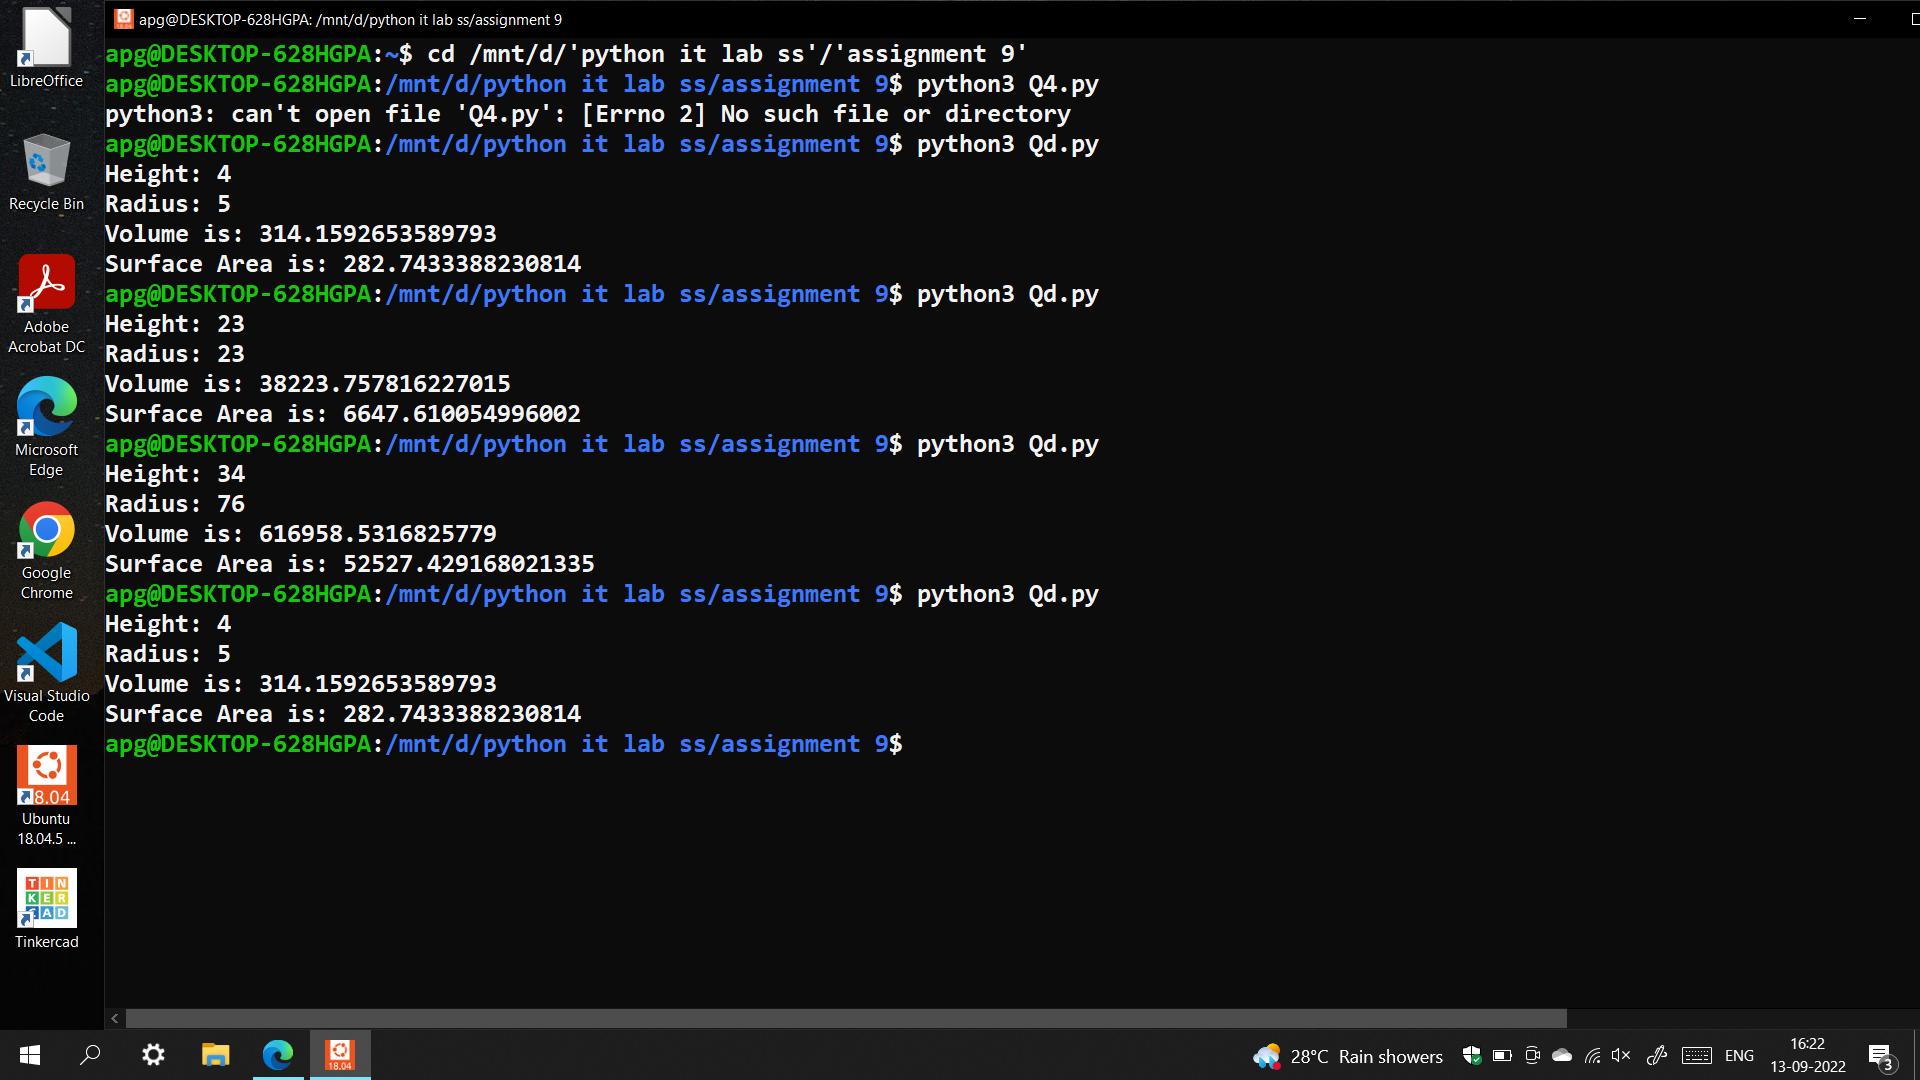 LibreOffice
Recycle Bin
Adobe
Acrobat DC
Microsoft
Edge
Google
Chrome
Visual Studio
Code
18.04
Ubuntu
18.04.5 ...
TIN
KER
CAD
Tinkercad
18.04
apg@DESKTOP-628HGPA: /mnt/d/python it lab ss/assignment 9
apg@DESKTOP-628HGPA:~$ cd /mnt/d/'python it lab ss'/'assignment 9'
apg@DESKTOP-628HGPA:/mnt/d/python it lab ss/assignment 9$ python3 Q4.py
python3: can't open file 'Q4.py': [Errno 2] No such file or directory
apg@DESKTOP-628HGPA:/mnt/d/python it lab ss/assignment 9$ python3 Qd.py
Height: 4
Radius: 5
Volume is: 314.1592653589793
Surface Area is: 282.7433388230814
apg@DESKTOP-628HGPA:/mnt/d/python it lab ss/assignment 9$ python3 Qd.py
Height: 23
Radius: 23
Volume is: 38223.757816227015
Surface Area is: 6647.610054996002
apg@DESKTOP-628HGPA:/mnt/d/python it lab ss/assignment 9$ python3 Qd.py
Height: 34
Radius: 76
Volume is: 616958.5316825779
Surface Area is: 52527.429168021335
apg@DESKTOP-628HGPA:/mnt/d/python it lab ss/assignment 9$ python3 Qd.py
Height: 4
Radius: 5
Volume is: 314.1592653589793
Surface Area is: 282.7433388230814
apg@DESKTOP-628HGPA:/mnt/d/python it lab ss/assignment 9$
18.04
28°C Rain showers
ENG
16:22
13-09-2022
3